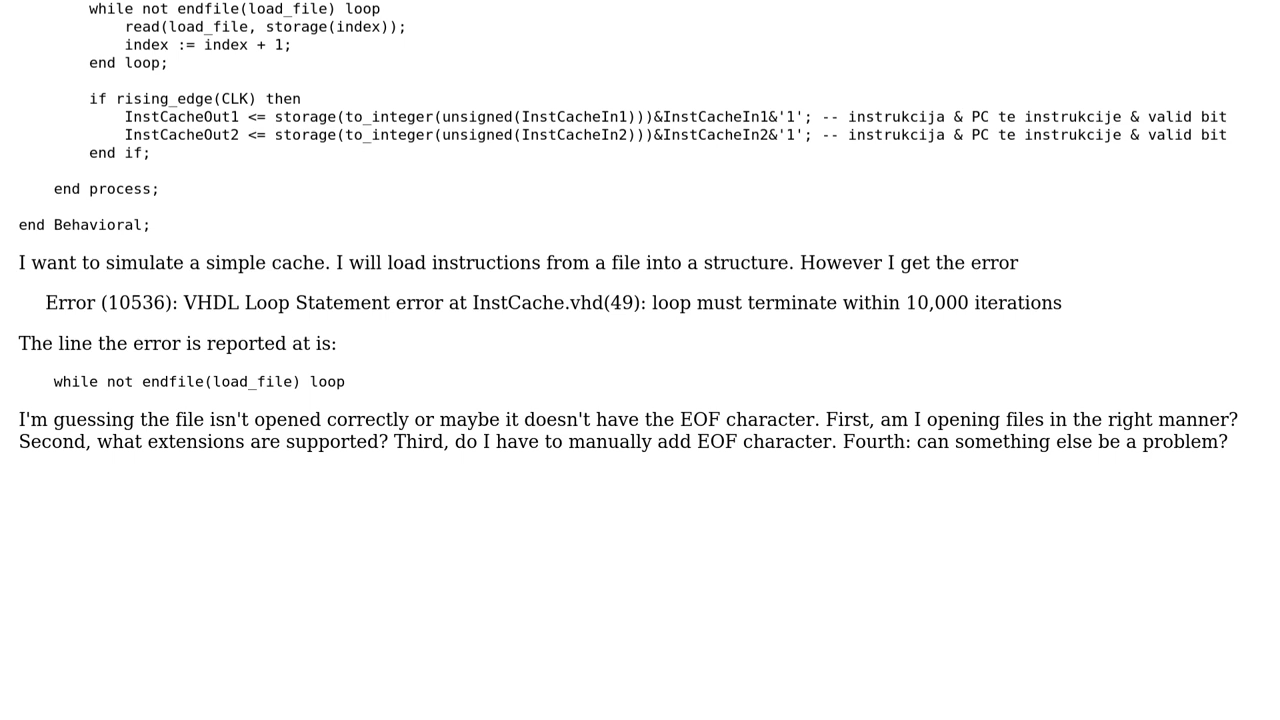 while not endfile(load_file) loop
            read(load_file, storage(index));
            index := index + 1;
        end loop;

        if rising_edge(CLK) then
            InstCacheOut1 <= storage(to_integer(unsigned(InstCacheIn1)))&InstCacheIn1&'1'; -- instrukcija & PC te instrukcije & valid bit
            InstCacheOut2 <= storage(to_integer(unsigned(InstCacheIn2)))&InstCacheIn2&'1'; -- instrukcija & PC te instrukcije & valid bit
        end if;

    end process;

end Behavioral;
I want to simulate a simple cache. I will load instructions from a file into a structure. However I get the error
Error (10536): VHDL Loop Statement error at InstCache.vhd(49): loop must terminate within 10,000 iterations
The line the error is reported at is:
    while not endfile(load_file) loop
I'm guessing the file isn't opened correctly or maybe it doesn't have the EOF character. First, am I opening files in the right manner?
Second, what extensions are supported? Third, do I have to manually add EOF character. Fourth: can something else be a problem?